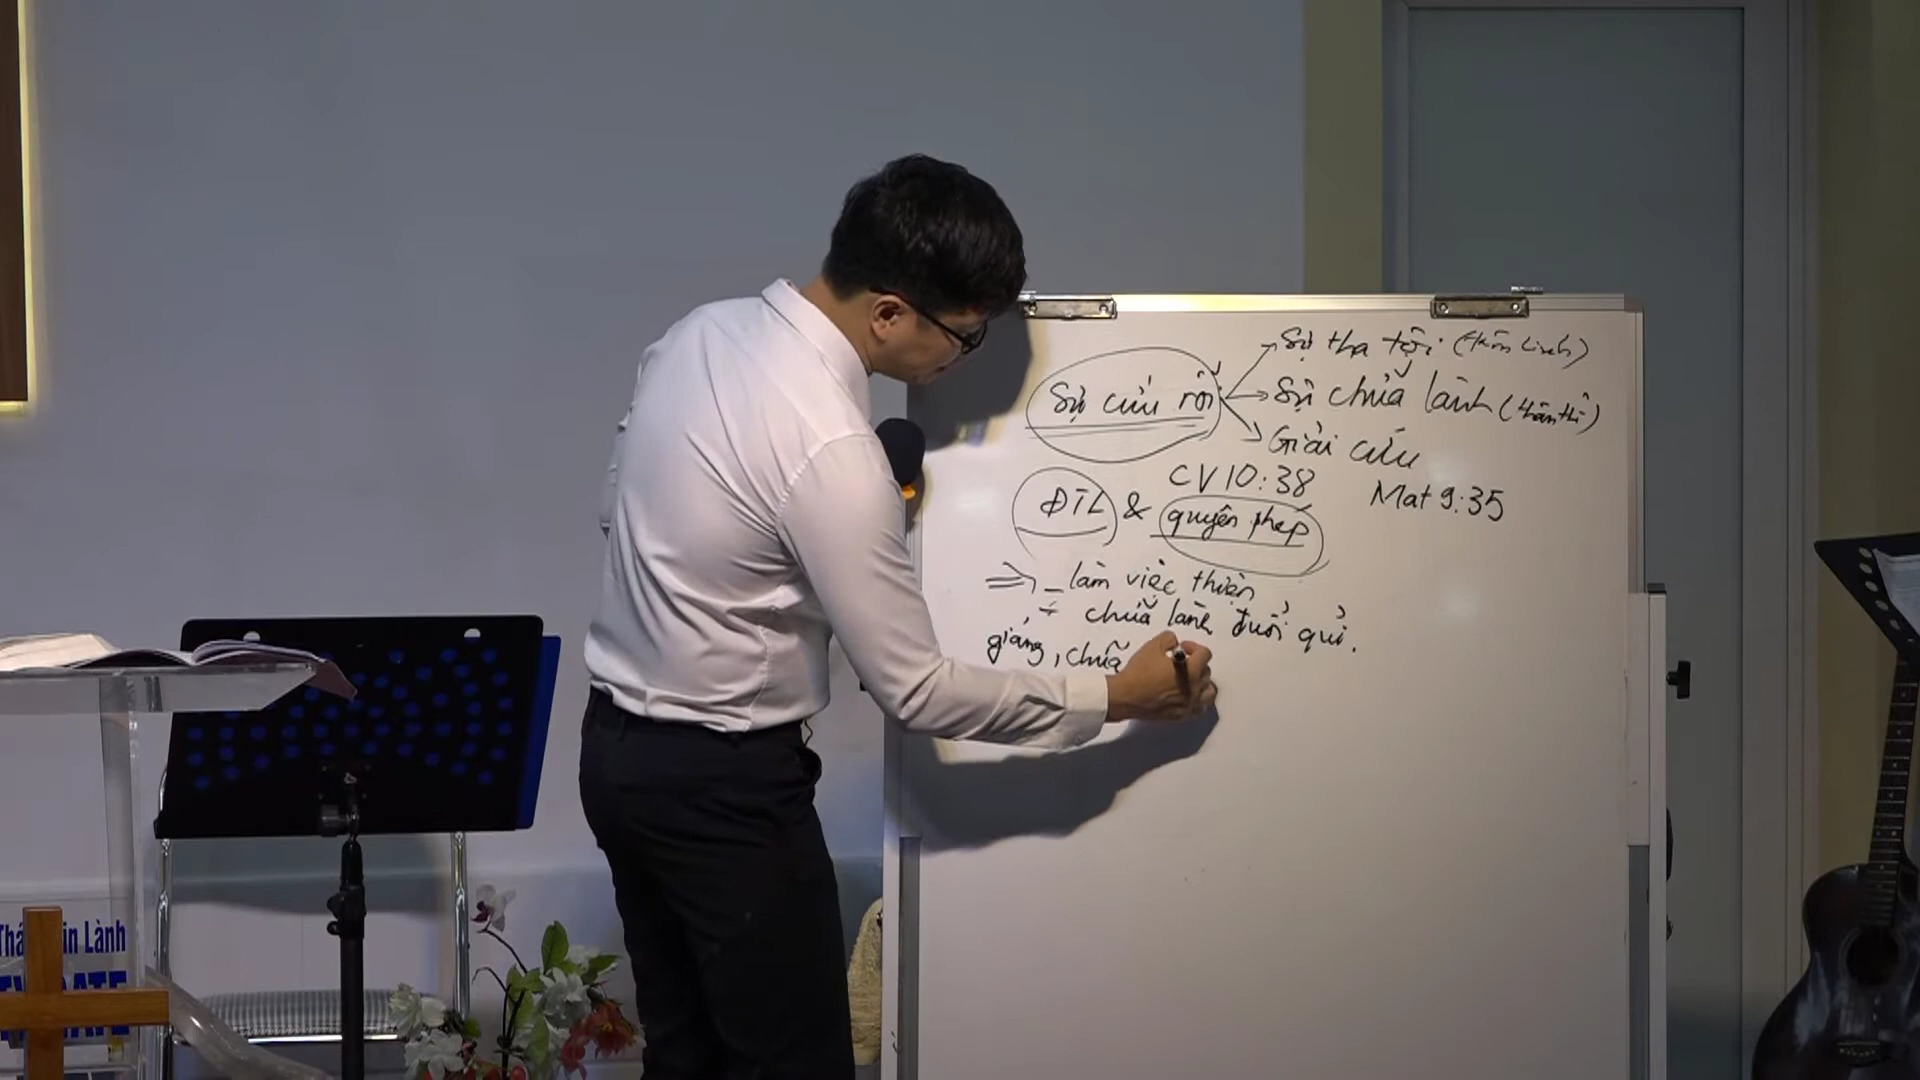 Sự tha tội (tâm linh)
Sự cứu rỗi
Sự chữa lành (thân thể)
Giải cứu
CV 10:38 Mat 9:35
ĐTL & quyền phép
⇒ - làm việc thiện
- chữa lành, đuổi quỉ.
giảng, chữa
Tin Lành